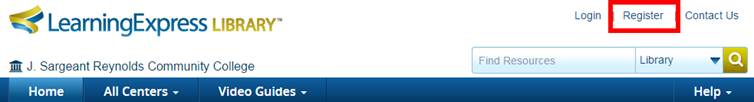 LearningExpress LIBRARY™
Login Register Contact Us
J. Sargeant Reynolds Community College
Find Resources Library
Home All Centers Video Guides Help